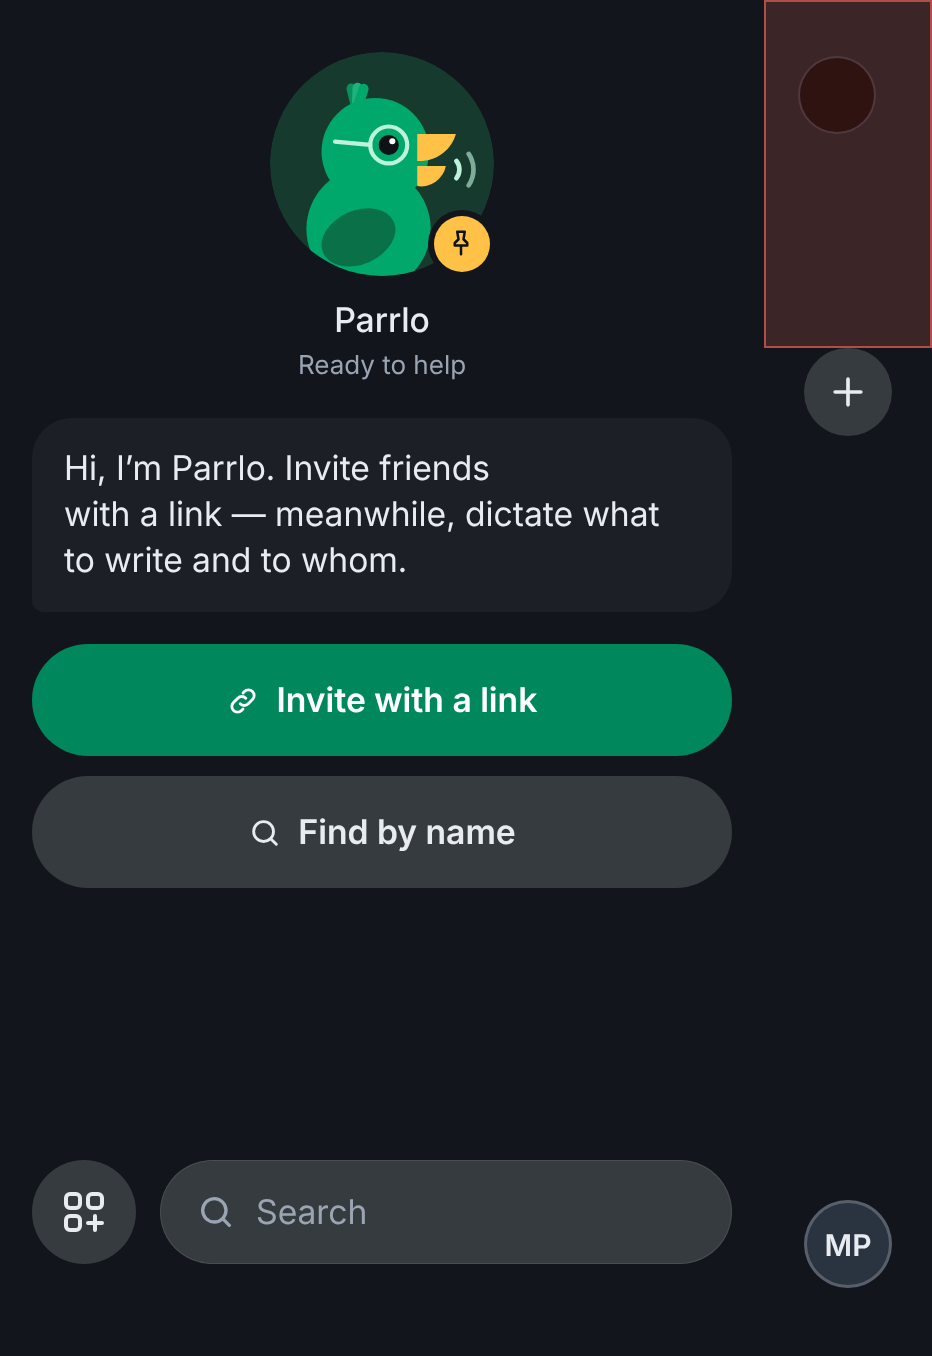 Parrlo
Ready to help
Hi, I’m Parrlo. Invite friends
with a link — meanwhile, dictate what
to write and to whom.
Invite with a link
Find by name
Search
MP